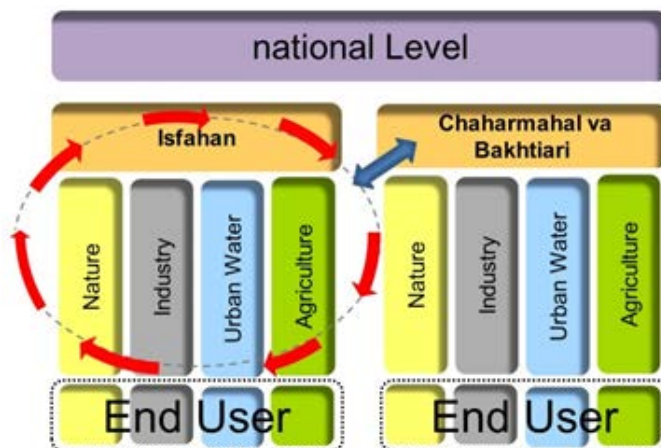 national Level
Isfahan
Chaharmahal va
Bakhtiari
Nature
Industry
Urban Water
Agriculture
Nature
Industry
Urban Water
Agriculture
End User
End User